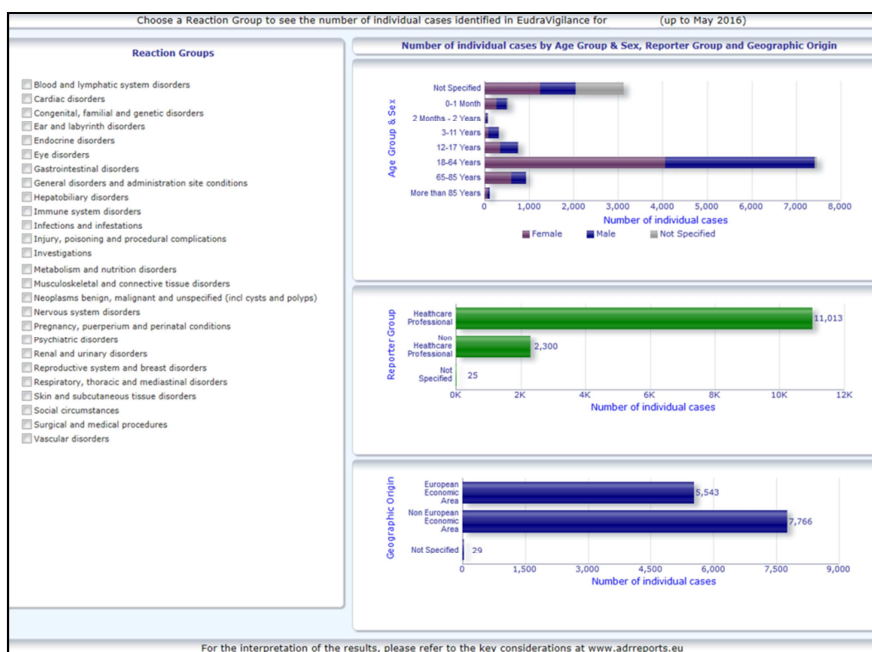 Choose a Reaction Group to see the number of individual cases identified in EudraVigilance for (up to May 2016)
Reaction Groups
Blood and lymphatic system disorders
Cardiac disorders
Congenital, familial and genetic disorders
Ear and labyrinth disorders
Endocrine disorders
Eye disorders
Gastrointestinal disorders
General disorders and administration site conditions
Hepatobiliary disorders
Immune system disorders
Infections and infestations
Injury, poisoning and procedural complications
Investigations
Metabolism and nutrition disorders
Musculoskeletal and connective tissue disorders
Neoplasms benign, malignant and unspecified (incl cysts and polyps)
Nervous system disorders
Pregnancy, puerperium and perinatal conditions
Psychiatric disorders
Renal and urinary disorders
Reproductive system and breast disorders
Respiratory, thoracic and mediastinal disorders
Skin and subcutaneous tissue disorders
Social circumstances
Surgical and medical procedures
Vascular disorders
Number of individual cases by Age Group & Sex, Reporter Group and Geographic Origin
Age Group & Sex
Not Specified
0-1 Month
2 Months - 2 Years
3-11 Years
12-17 Years
18-64 Years
65-85 Years
More than 85 Years
0 1,000 2,000 3,000 4,000 5,000 6,000 7,000 8,000
Number of individual cases
Female Male Not Specified
Reporter Group
Healthcare
Professional
11,013
Non
Healthcare
Professional
2,300
Not
Specified
25
0K 2K 4K 6K 8K 10K 12K
Number of individual cases
Geographic Origin
European
Economic
Area
5,543
Non European
Economic
Area
7,766
Not Specified
29
0 1,500 3,000 4,500 6,000 7,500 9,000
Number of individual cases
For the interpretation of the results, please refer to the key considerations at www.adrreports.eu